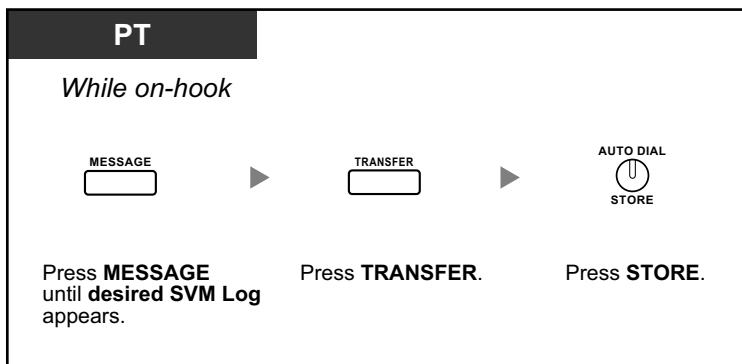 PT
While on-hook
MESSAGE
TRANSFER
AUTO DIAL
STORE
Press MESSAGE
until desired SVM Log
appears.
Press TRANSFER.
Press STORE.